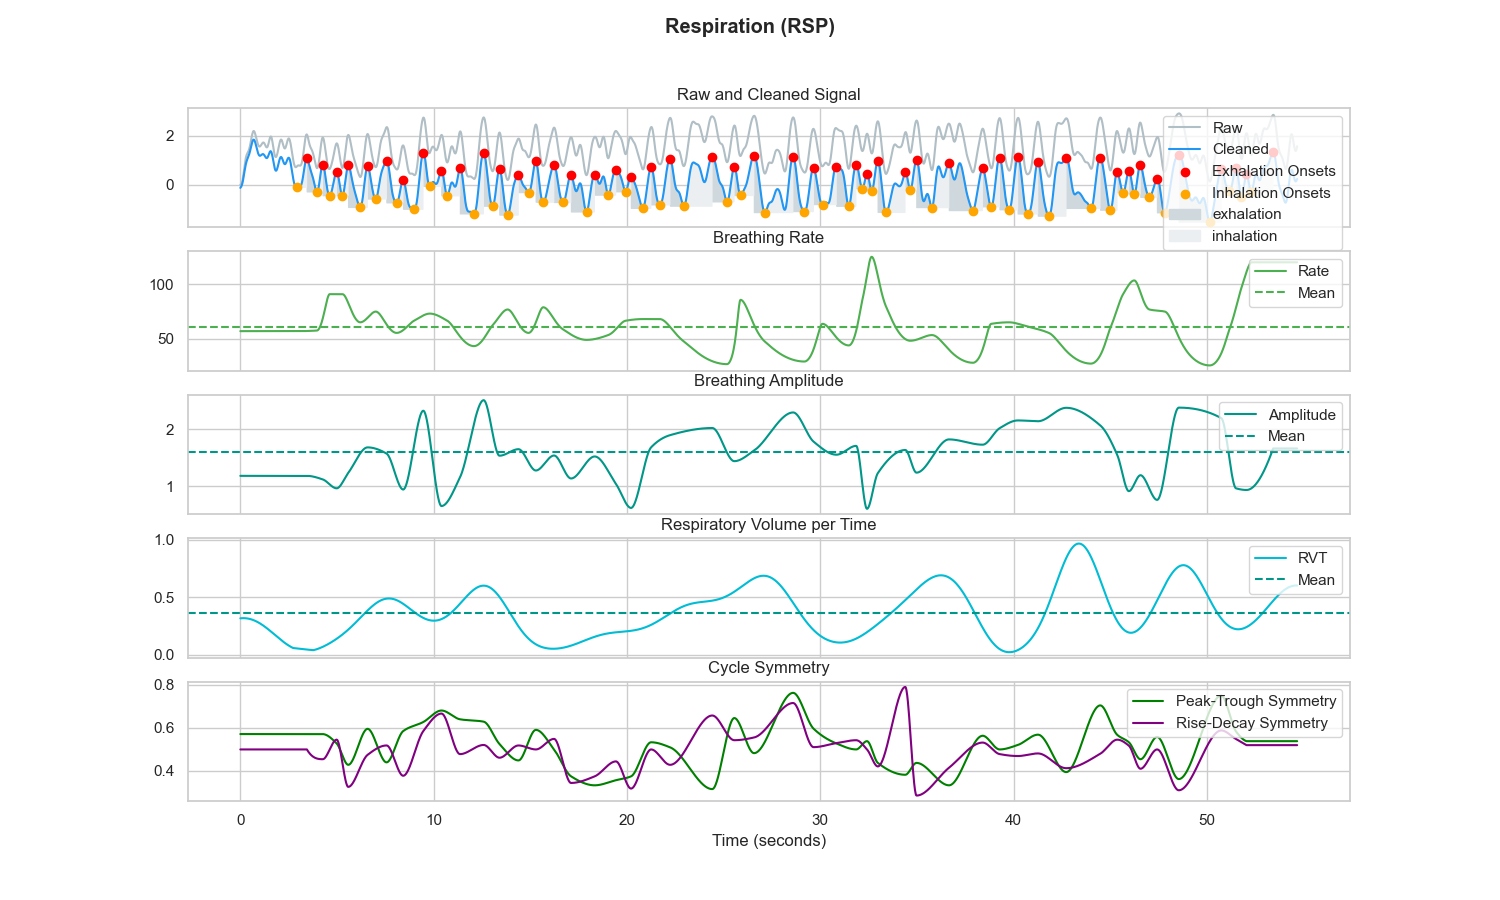 Respiration (RSP)
Raw and Cleaned Signal
2
0
Raw
Cleaned
Exhalation Onsets
Inhalation Onsets
exhalation
inhalation
Breathing Rate
100
50
Rate
Mean
Breathing Amplitude
2
1
Amplitude
Mean
Respiratory Volume per Time
1.0
0.5
0.0
RVT
Mean
Cycle Symmetry
0.8
0.6
0.4
Peak-Trough Symmetry
Rise-Decay Symmetry
0 10 20 30 40 50
Time (seconds)